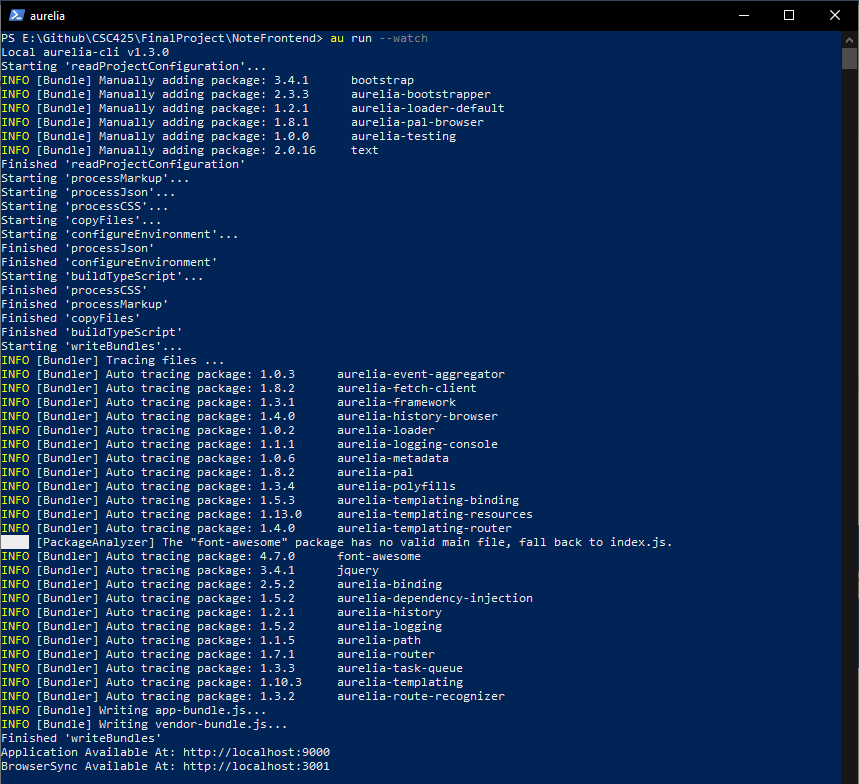 aurelia
PS E:\Github\CSC425\FinalProject\NoteFrontend> au run --watch
Local aurelia-cli v1.3.0
Starting 'readProjectConfiguration'...
INFO [Bundle] Manually adding package: 3.4.1      bootstrap
INFO [Bundle] Manually adding package: 2.3.3      aurelia-bootstrapper
INFO [Bundle] Manually adding package: 1.2.1      aurelia-loader-default
INFO [Bundle] Manually adding package: 1.8.1      aurelia-pal-browser
INFO [Bundle] Manually adding package: 1.0.0      aurelia-testing
INFO [Bundle] Manually adding package: 2.0.16     text
Finished 'readProjectConfiguration'
Starting 'processMarkup'...
Starting 'processJson'...
Starting 'processCSS'...
Starting 'copyFiles'...
Starting 'configureEnvironment'...
Finished 'processJson'
Finished 'configureEnvironment'
Starting 'buildTypeScript'...
Finished 'processCSS'
Finished 'processMarkup'
Finished 'copyFiles'
Finished 'buildTypeScript'
Starting 'writeBundles'...
INFO [Bundler] Tracing files ...
INFO [Bundler] Auto tracing package: 1.0.3      aurelia-event-aggregator
INFO [Bundler] Auto tracing package: 1.8.2      aurelia-fetch-client
INFO [Bundler] Auto tracing package: 1.3.1      aurelia-framework
INFO [Bundler] Auto tracing package: 1.4.0      aurelia-history-browser
INFO [Bundler] Auto tracing package: 1.0.2      aurelia-loader
INFO [Bundler] Auto tracing package: 1.1.1      aurelia-logging-console
INFO [Bundler] Auto tracing package: 1.0.6      aurelia-metadata
INFO [Bundler] Auto tracing package: 1.8.2      aurelia-pal
INFO [Bundler] Auto tracing package: 1.3.4      aurelia-polyfills
INFO [Bundler] Auto tracing package: 1.5.3      aurelia-templating-binding
INFO [Bundler] Auto tracing package: 1.13.0     aurelia-templating-resources
INFO [Bundler] Auto tracing package: 1.4.0      aurelia-templating-router
[PackageAnalyzer] The "font-awesome" package has no valid main file, fall back to index.js.
INFO [Bundler] Auto tracing package: 4.7.0      font-awesome
INFO [Bundler] Auto tracing package: 3.4.1      jquery
INFO [Bundler] Auto tracing package: 2.5.2      aurelia-binding
INFO [Bundler] Auto tracing package: 1.5.2      aurelia-dependency-injection
INFO [Bundler] Auto tracing package: 1.2.1      aurelia-history
INFO [Bundler] Auto tracing package: 1.5.2      aurelia-logging
INFO [Bundler] Auto tracing package: 1.1.5      aurelia-path
INFO [Bundler] Auto tracing package: 1.7.1      aurelia-router
INFO [Bundler] Auto tracing package: 1.3.3      aurelia-task-queue
INFO [Bundler] Auto tracing package: 1.10.3     aurelia-templating
INFO [Bundler] Auto tracing package: 1.3.2      aurelia-route-recognizer
INFO [Bundle] Writing app-bundle.js...
INFO [Bundle] Writing vendor-bundle.js...
Finished 'writeBundles'
Application Available At: http://localhost:9000
BrowserSync Available At: http://localhost:3001